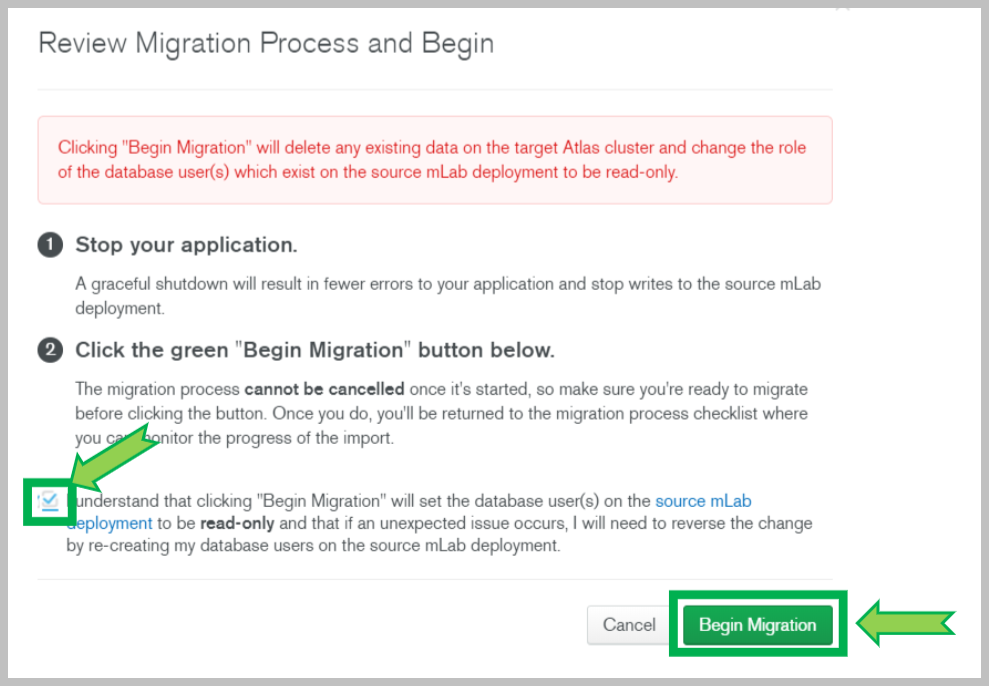 Review Migration Process and Begin
Clicking "Begin Migration" will delete any existing data on the target Atlas cluster and change the role
of the database user(s) which exist on the source mLab deployment to be read-only.
1 Stop your application.
A graceful shutdown will result in fewer errors to your application and stop writes to the source mLab
deployment.
2 Click the green "Begin Migration" button below.
The migration process cannot be cancelled once it's started, so make sure you're ready to migrate
before clicking the button. Once you do, you'll be returned to the migration process checklist where
you can monitor the progress of the import.
I understand that clicking "Begin Migration" will set the database user(s) on the source mLab
deployment to be read-only and that if an unexpected issue occurs, I will need to reverse the change
by re-creating my database users on the source mLab deployment.
Cancel Begin Migration